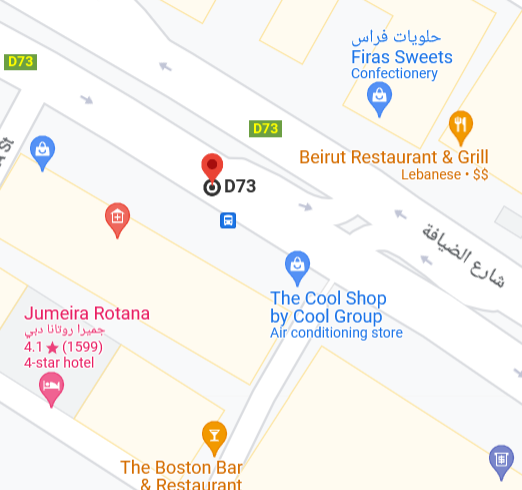 حلويات فراس
Firas Sweets
Confectionery
D73
D73
Beirut Restaurant & Grill
Lebanese • $$
St
D73
شارع الضيافة
The Cool Shop
by Cool Group
Air conditioning store
Jumeira Rotana
جميرا روتانا دبي
4.1 ★ (1599)
4-star hotel
The Boston Bar
& Restaurant